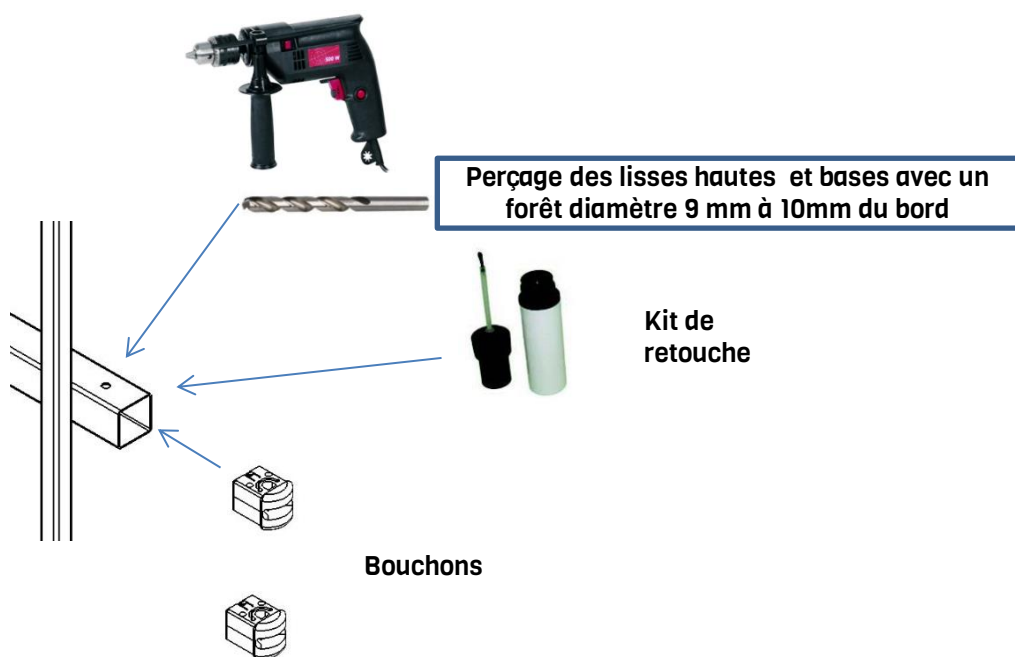 Perçage des lisses hautes et bases avec un
forêt diamètre 9 mm à 10mm du bord
Kit de
retouche
Bouchons